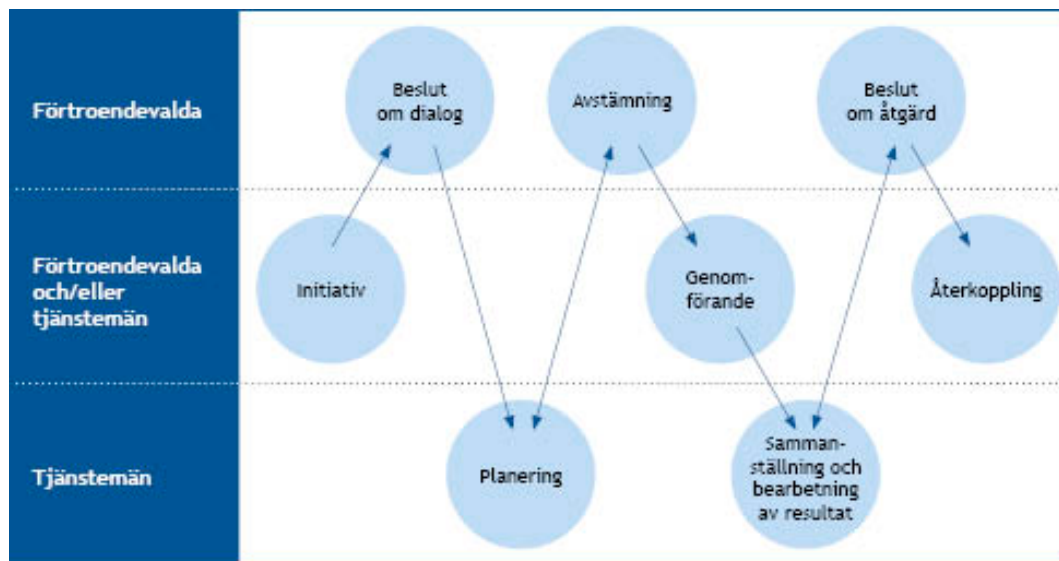 Förtroendevalda
Beslut
om dialog
Avstämning
Beslut
om åtgärd
Förtroendevalda
och/eller
tjänstemän
Initiativ
Genom-
förande
Återkoppling
Tjänstemän
Planering
Samman-
ställning och
bearbetning
av resultat